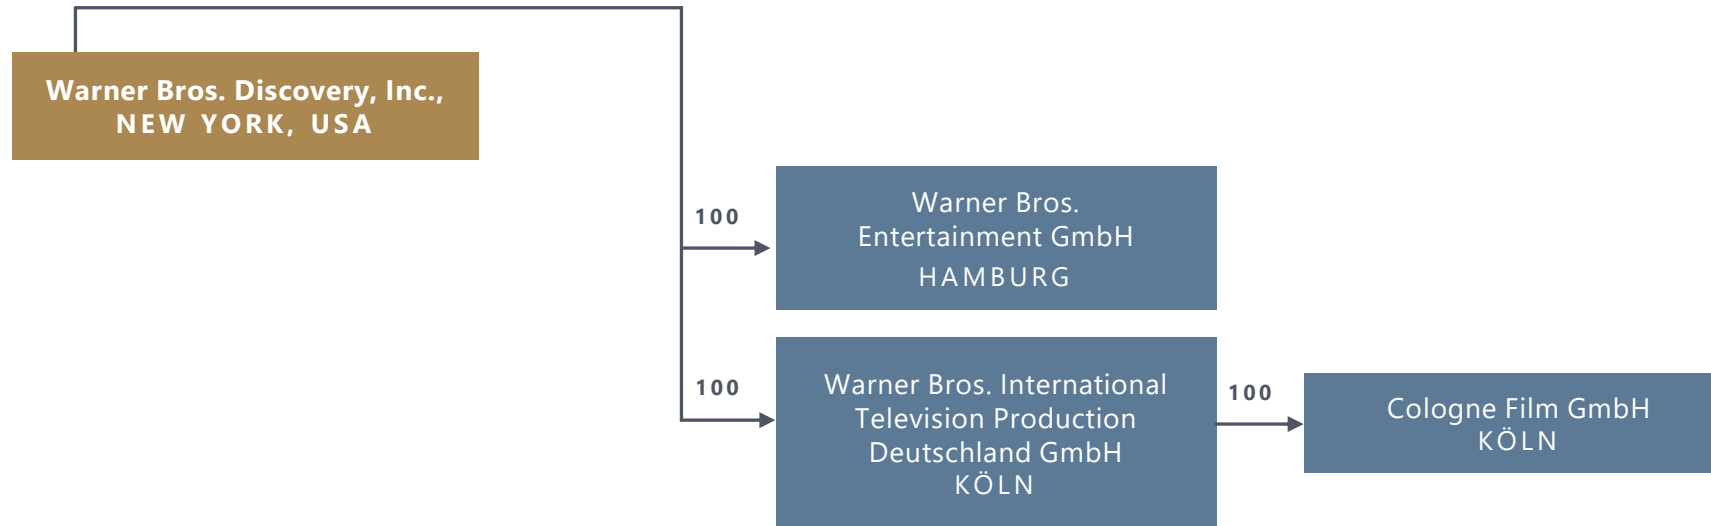 Warner Bros. Discovery, Inc.,
NEW YORK, USA
100
Warner Bros.
Entertainment GmbH
HAMBURG
100
Warner Bros. International
Television Production
Deutschland GmbH
KÖLN
100
Cologne Film GmbH
KÖLN